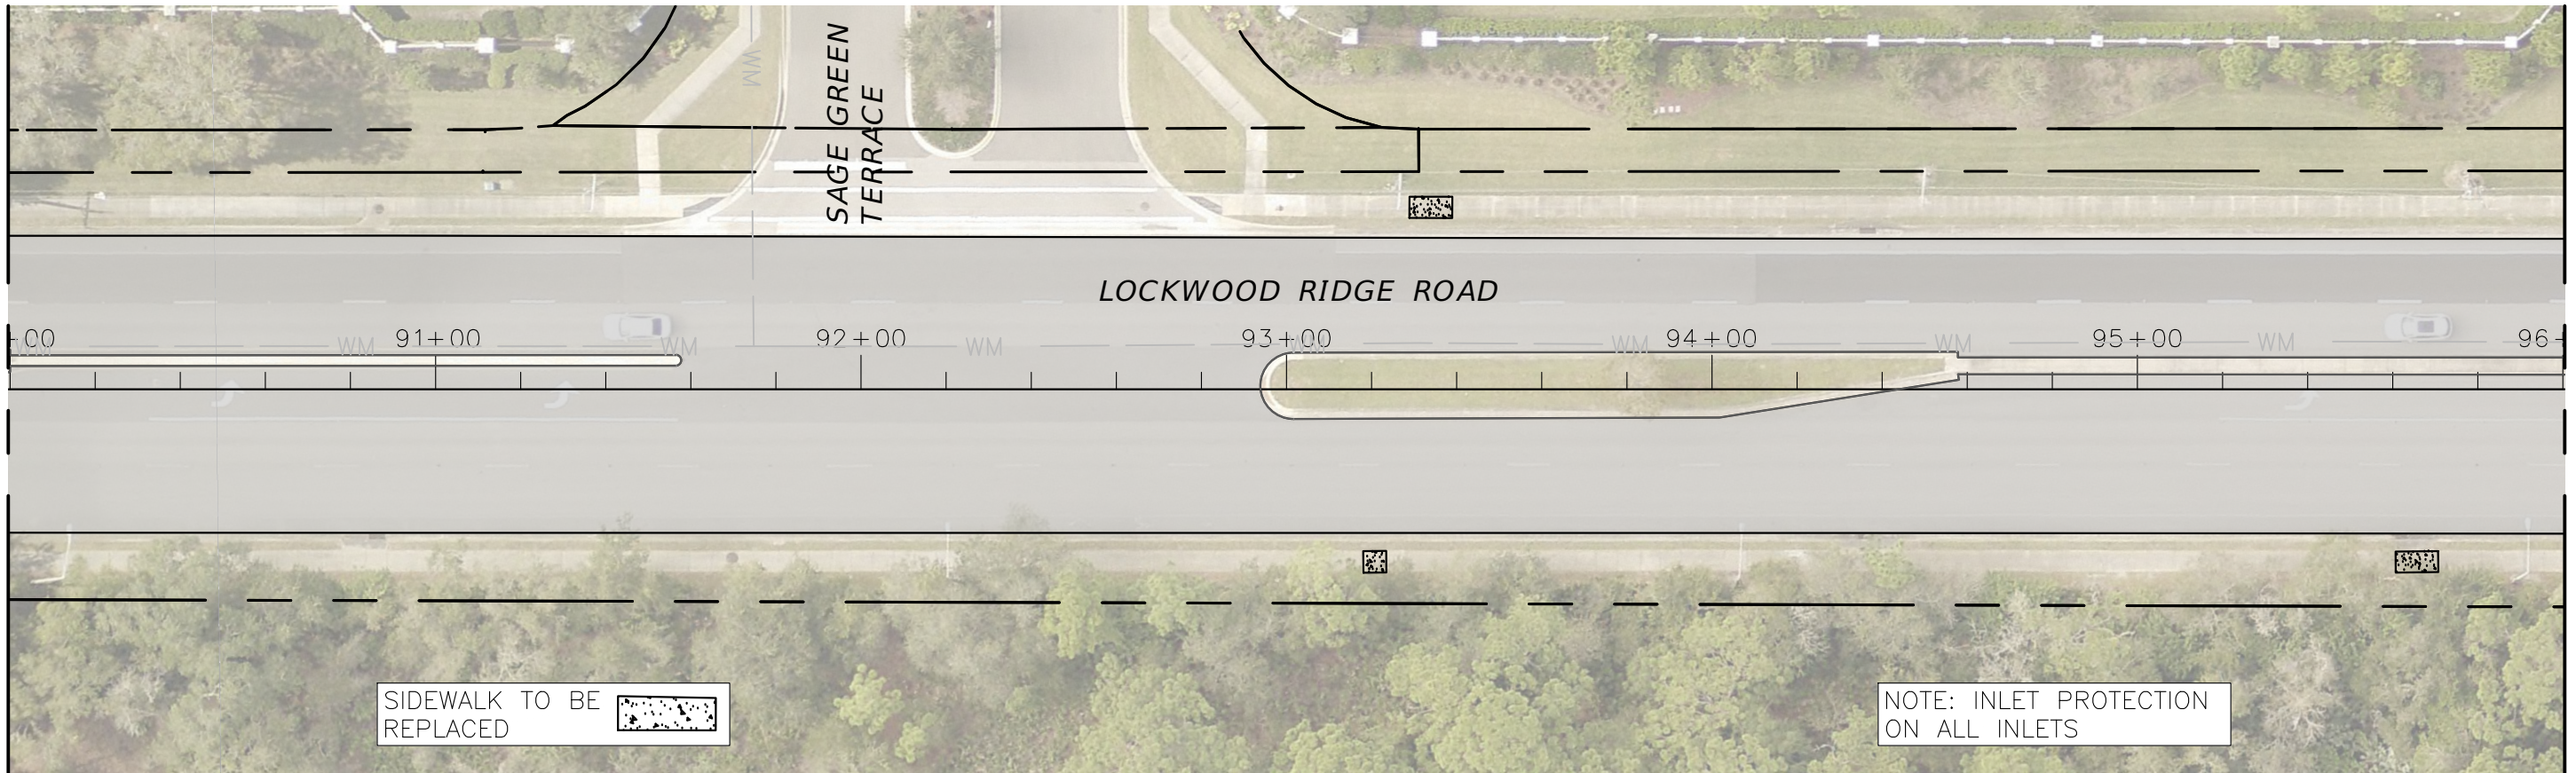 SAGE GREEN
TERRACE
WM
LOCKWOOD RIDGE ROAD
+00
91+00
92+00
93+00
94+00
95+00
96+
WM
WM
WM
WM
WM
WM
WM
WM
SIDEWALK TO BE
REPLACED
NOTE: INLET PROTECTION
ON ALL INLETS